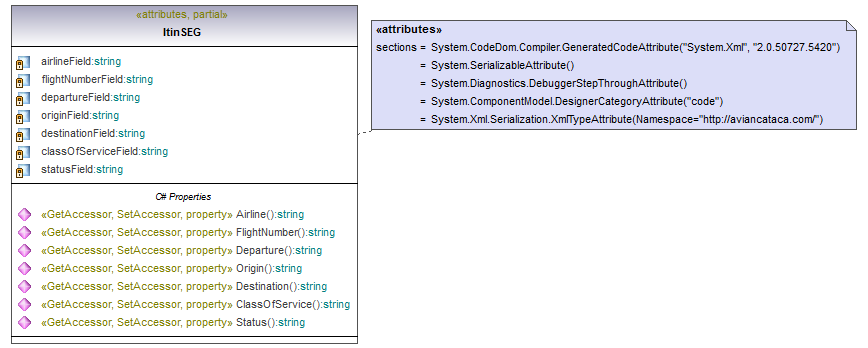 «attributes, partial»
ItinSEG
airlineField:string
flightNumberField:string
departureField:string
originField:string
destinationField:string
classOfServiceField:string
statusField:string
C# Properties
«GetAccessor, SetAccessor, property» Airline():string
«GetAccessor, SetAccessor, property» FlightNumber():string
«GetAccessor, SetAccessor, property» Departure():string
«GetAccessor, SetAccessor, property» Origin():string
«GetAccessor, SetAccessor, property» Destination():string
«GetAccessor, SetAccessor, property» ClassOfService():string
«GetAccessor, SetAccessor, property» Status():string
«attributes»
sections = System.CodeDom.Compiler.GeneratedCodeAttribute("System.Xml", "2.0.50727.5420")
= System.SerializableAttribute()
= System.Diagnostics.DebuggerStepThroughAttribute()
= System.ComponentModel.DesignerCategoryAttribute("code")
= System.Xml.Serialization.XmlTypeAttribute(Namespace="http://aviancataca.com/")